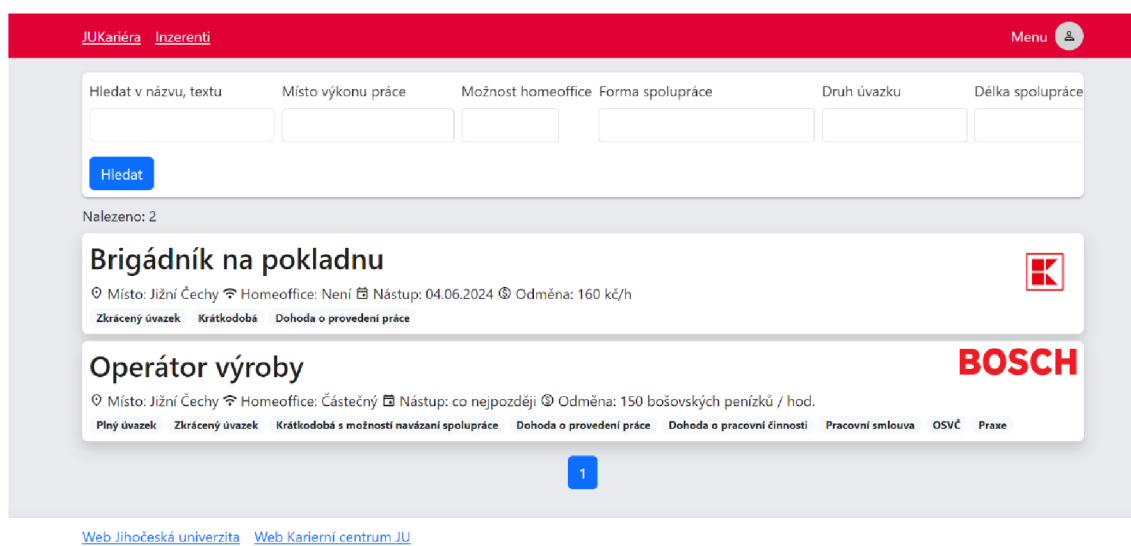 JUKariéra Inzerenti Menu
Hledat v názvu, textu Místo výkonu práce Možnost homeoffice Forma spolupráce Druh úvazku Délka spolupráce
Hledat
Nalezeno: 2
Brigádník na pokladnu
Místo: Jižní Čechy Homeoffice: Není Nástup: 04.06.2024 Odměna: 160 kč/h
Zkrácený úvazek Krátkodobá Dohoda o provedení práce
Operátor výroby BOSCH
Místo: Jižní Čechy Homeoffice: Částečný Nástup: co nejpozději Odměna: 150 bošovských penízků / hod.
Plný úvazek Zkrácený úvazek Krátkodobá s možností navázaní spolupráce Dohoda o provedení práce Dohoda o pracovní činnosti Pracovní smlouva OSVČ Praxe
1
Web Jihočeská univerzita Web Karierní centrum JU